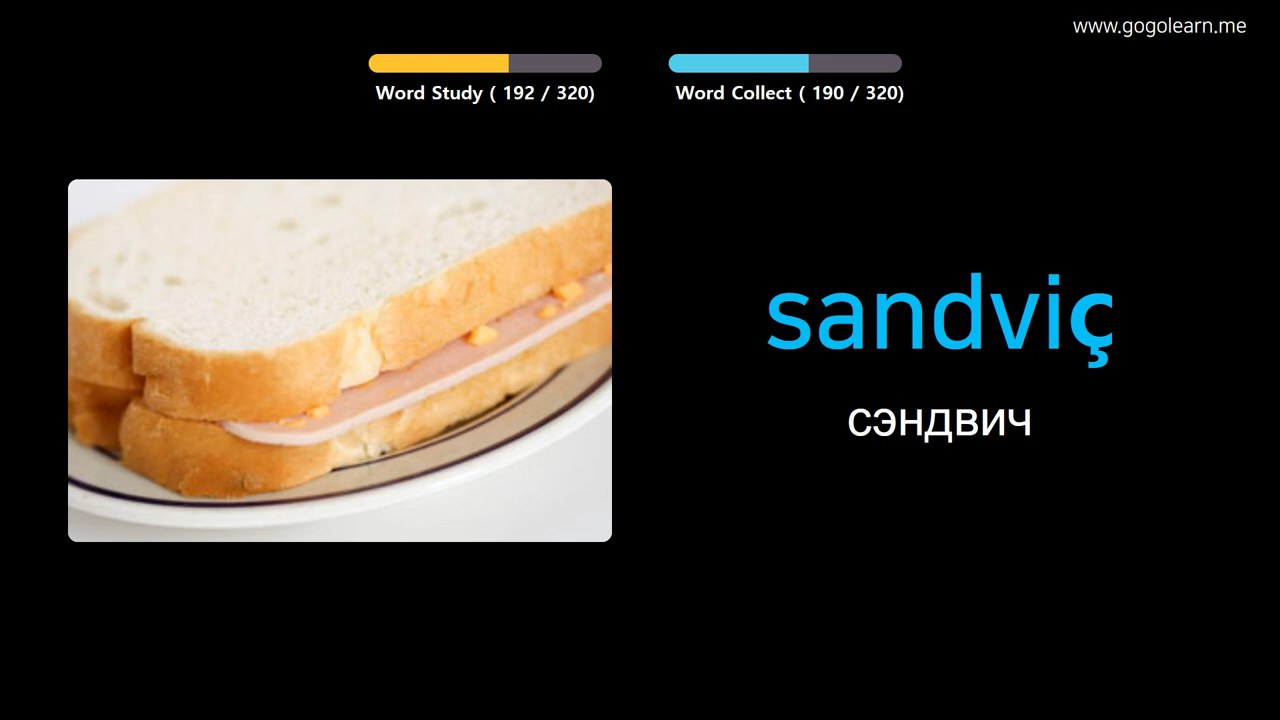 www.gogolearn.me
Word Study ( 192 / 320)
Word Collect ( 190 / 320)
sandviç
сэндвич